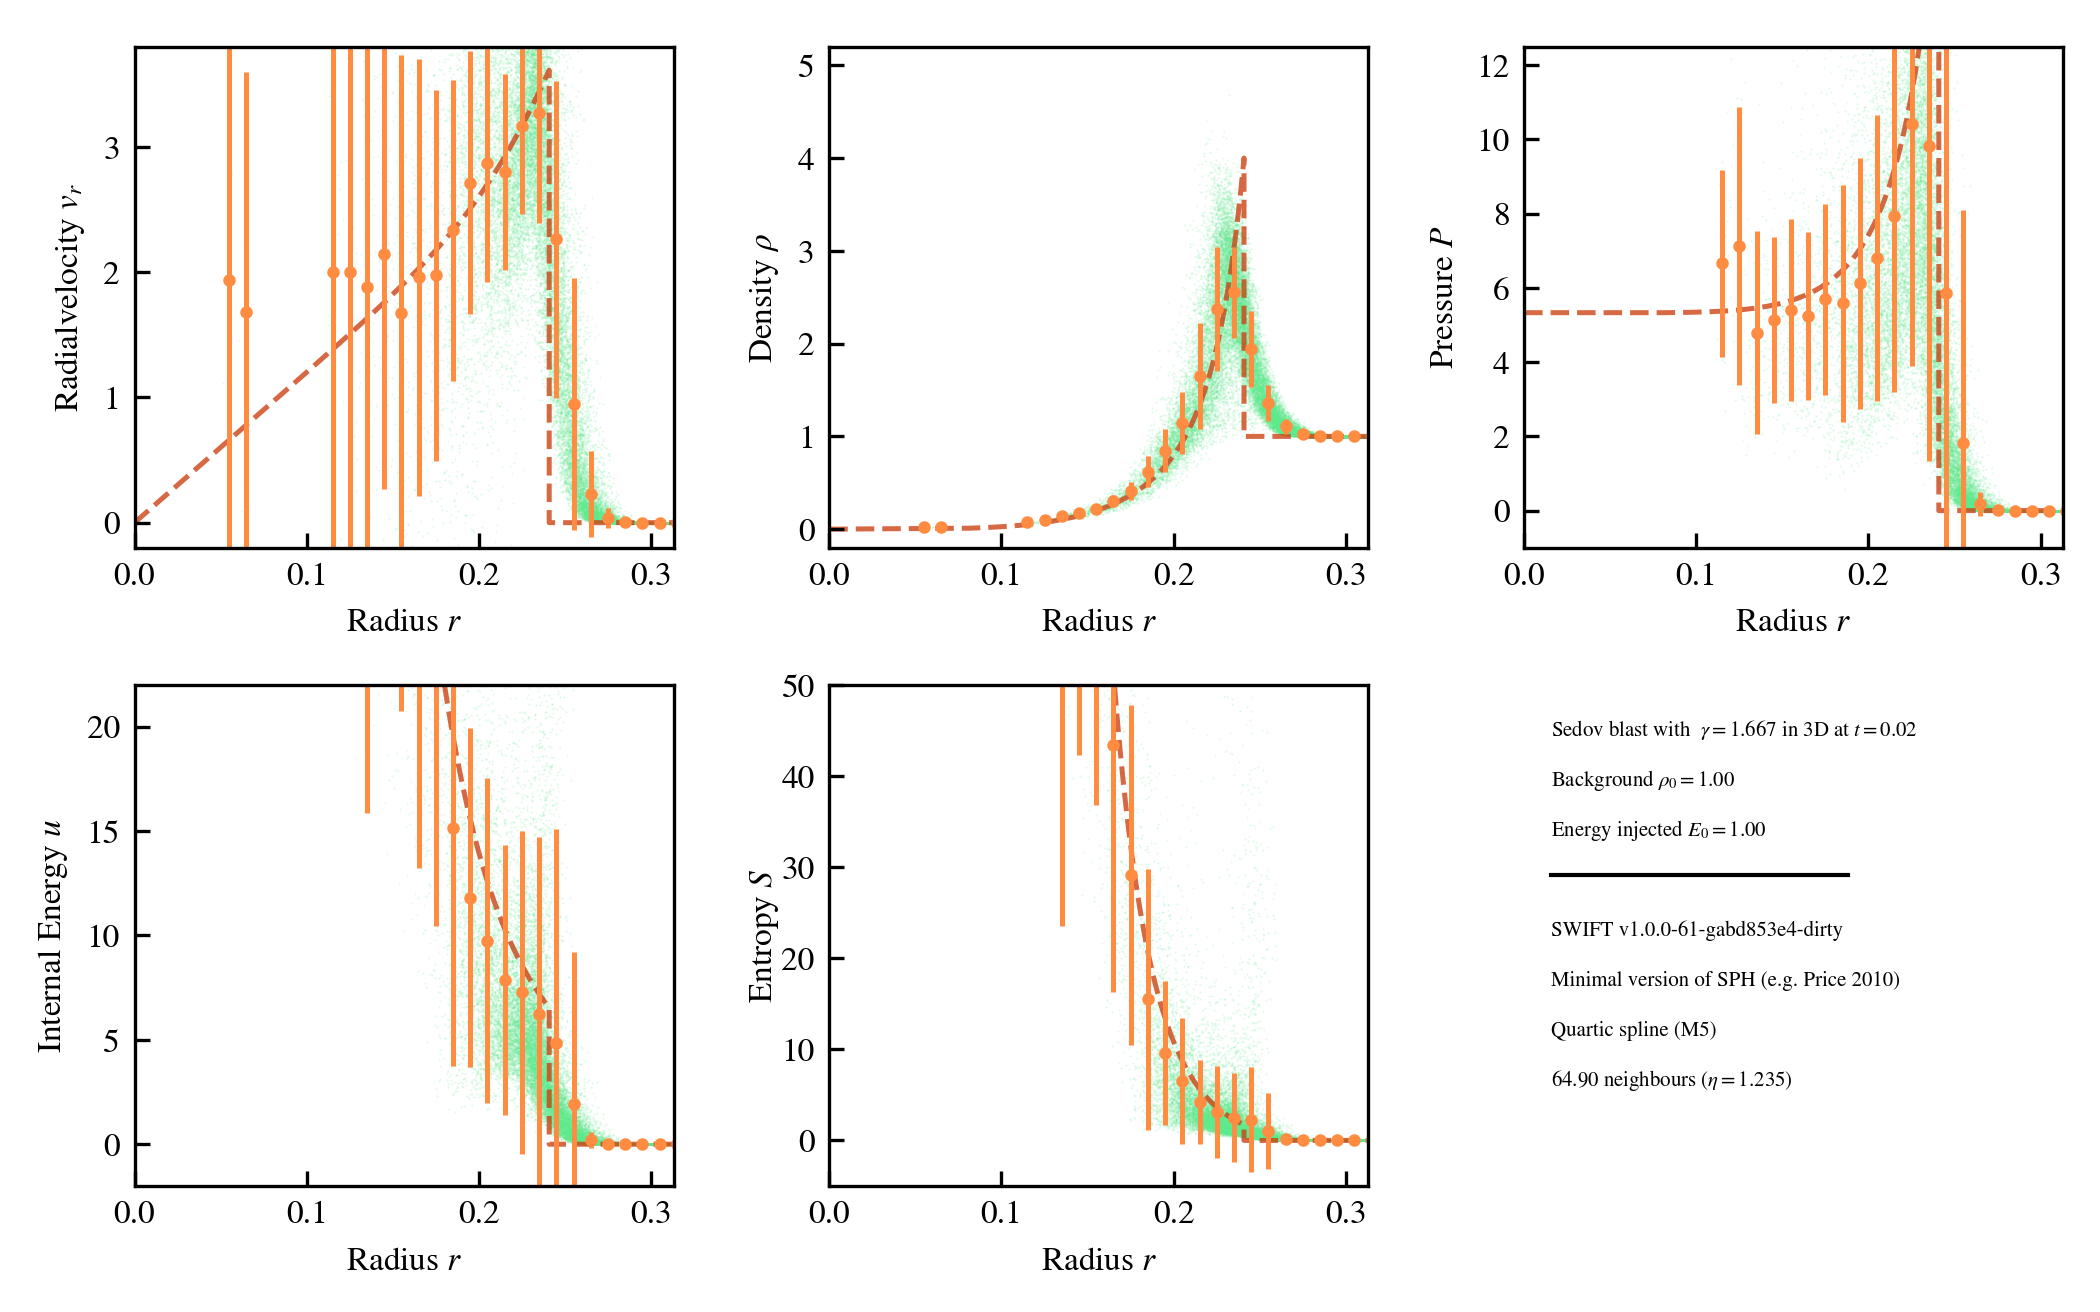 Radialvelocity v_r
3
2
1
0
0.0 0.1 0.2 0.3
Radius r
Density ρ
5
4
3
2
1
0
0.0 0.1 0.2 0.3
Radius r
Pressure P
12
10
8
6
4
2
0
0.0 0.1 0.2 0.3
Radius r
Internal Energy u
20
15
10
5
0
0.0 0.1 0.2 0.3
Radius r
Entropy S
50
40
30
20
10
0
0.0 0.1 0.2 0.3
Radius r
Sedov blast with γ = 1.667 in 3D at t = 0.02
Background ρ₀ = 1.00
Energy injected E₀ = 1.00
SWIFT v1.0.0-61-gabd853e4-dirty
Minimal version of SPH (e.g. Price 2010)
Quartic spline (M5)
64.90 neighbours (η = 1.235)